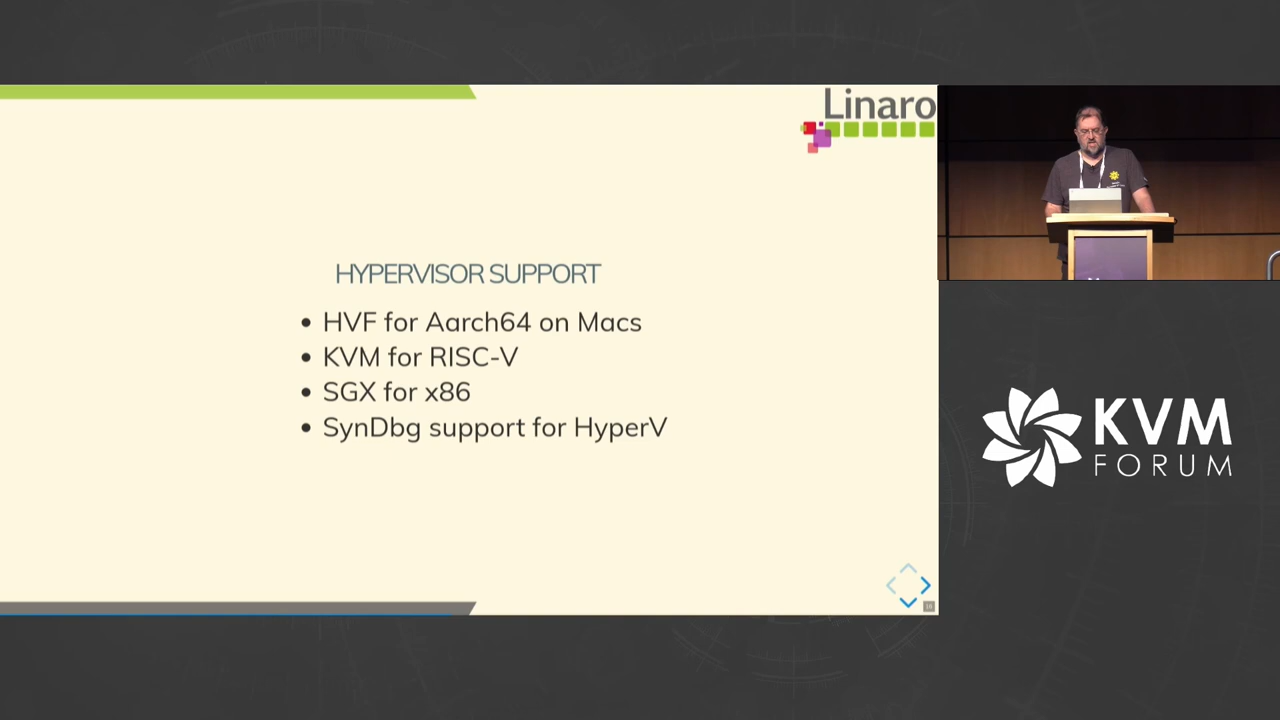 Linaro
HYPERVISOR SUPPORT
• HVF for Aarch64 on Macs
• KVM for RISC-V
• SGX for x86
• SynDbg support for HyperV
KVM
FORUM